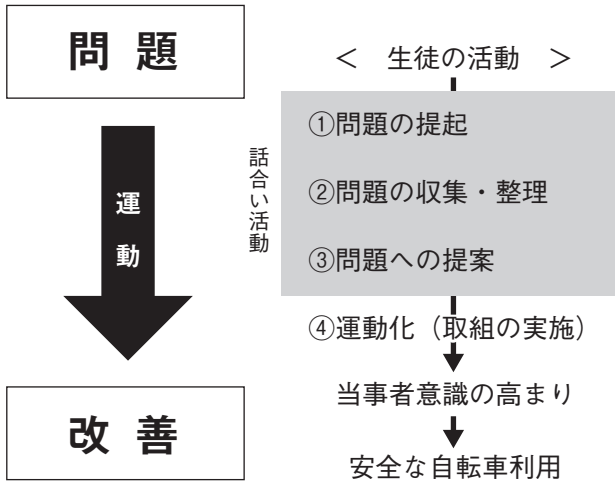 問題
運動
改善
話合い活動
＜ 生徒の活動 ＞
①問題の提起
②問題の収集・整理
③問題への提案
④運動化（取組の実施）
当事者意識の高まり
安全な自転車利用